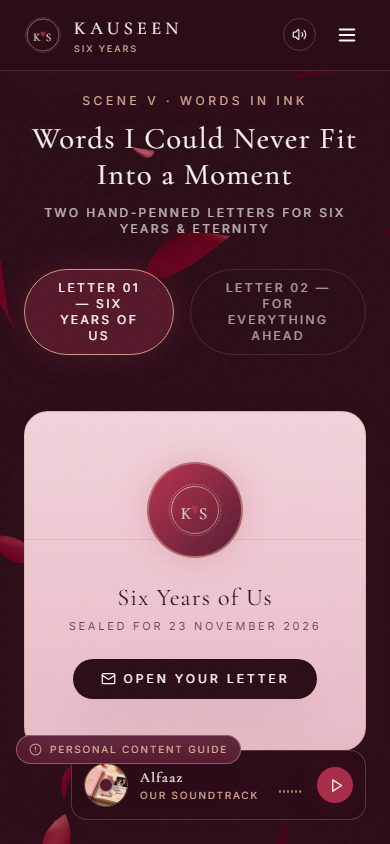 K♥S
KAUSEEN
SIX YEARS
SCENE V · WORDS IN INK
Words I Could Never Fit
Into a Moment
TWO HAND-PENNED LETTERS FOR SIX
YEARS & ETERNITY
LETTER 01
— SIX
YEARS OF
US
LETTER 02 —
FOR
EVERYTHING
AHEAD
K♥S
Six Years of Us
SEALED FOR 23 NOVEMBER 2026
OPEN YOUR LETTER
PERSONAL CONTENT GUIDE
Alfaaz
OUR SOUNDTRACK